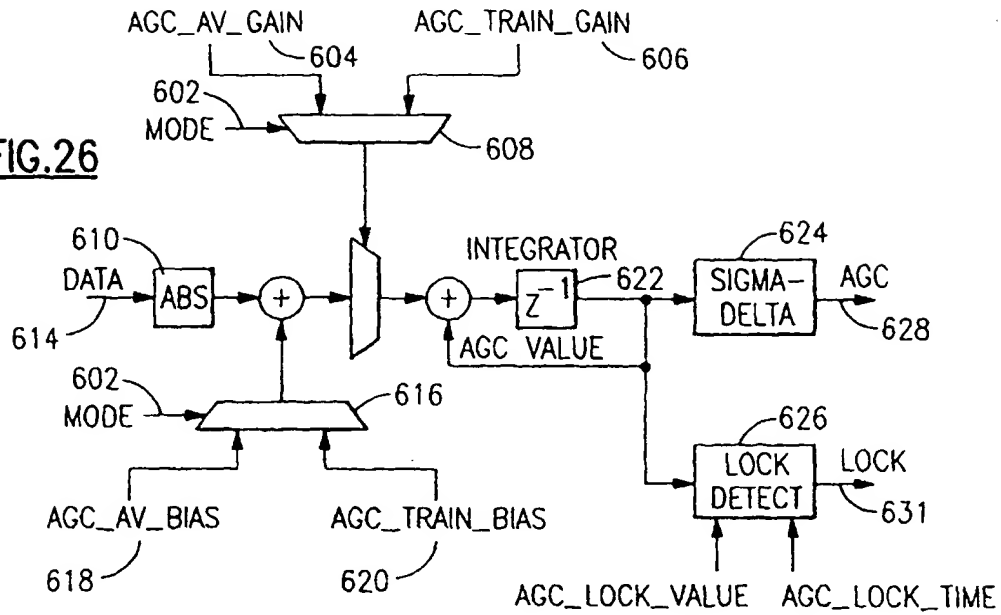 AGC_AV_GAIN AGC_TRAIN_GAIN
604 606
602
MODE
608
FIG.26
610 INTEGRATOR 624
DATA ABS + + Z⁻¹ 622 SIGMA-
DELTA AGC
614 628
AGC VALUE
602
MODE 616 626
LOCK
DETECT LOCK
631
AGC_AV_BIAS AGC_TRAIN_BIAS
618 620
AGC_LOCK_VALUE AGC_LOCK_TIME